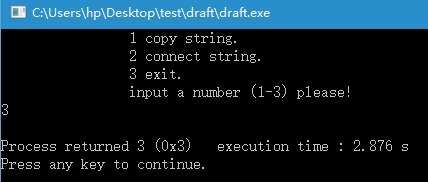 C:\Users\hp\Desktop\test\draft\draft.exe
1 copy string.
2 connect string.
3 exit.
input a number (1-3) please!
3
Process returned 3 (0x3)   execution time : 2.876 s
Press any key to continue.